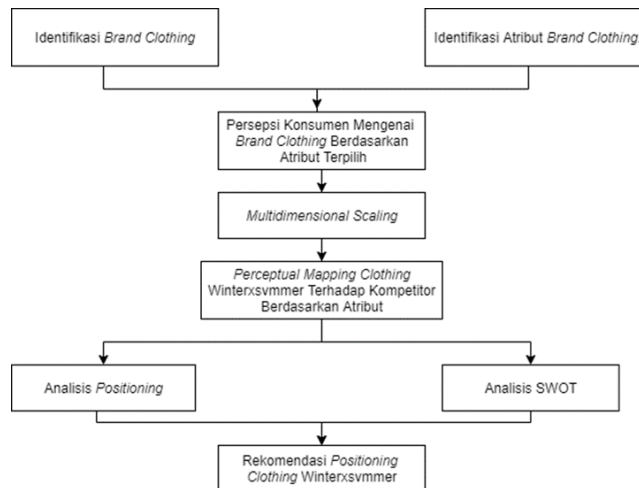 Identifikasi Brand Clothing
Identifikasi Atribut Brand Clothing.
Persepsi Konsumen Mengenai
Brand Clothing Berdasarkan
Atribut Terpilih
Multidimensional Scaling
Perceptual Mapping Clothing
Winterxsvmmer Terhadap Kompetitor
Berdasarkan Atribut
Analisis Positioning
Analisis SWOT
Rekomendasi Positioning
Clothing Winterxsvmmer